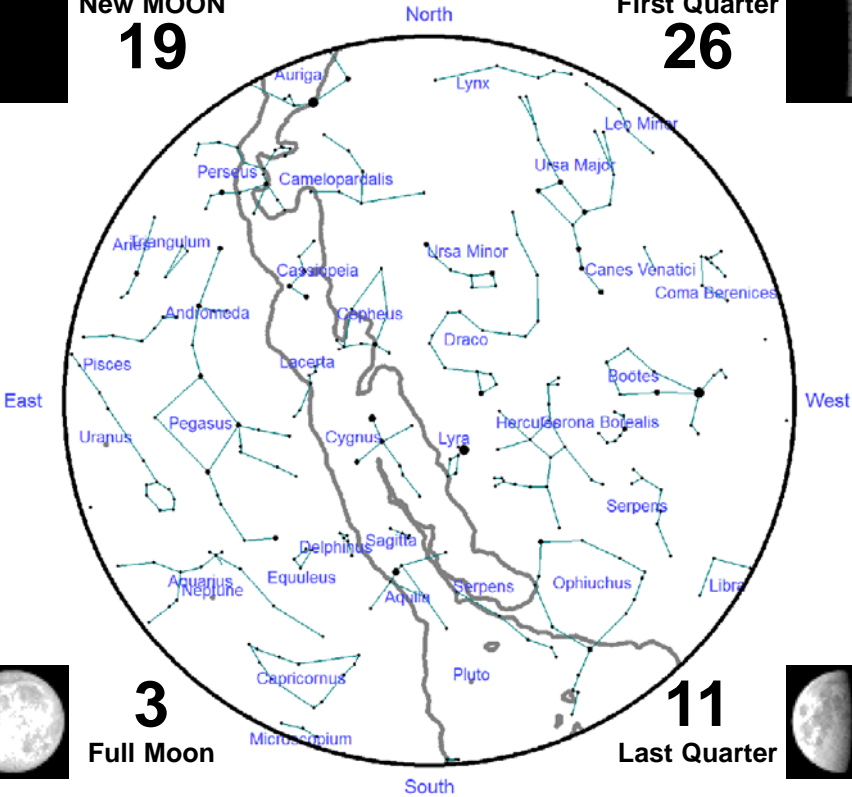 New MOON
19
North
First Quarter
26
Auriga
Lynx
Leo Minor
Ursa Major
Perseus
Camelopardalis
Aries
Triangulum
Ursa Minor
Cassiopeia
Canes Venatici
Coma Berenices
Andromeda
Cepheus
Draco
Pisces
Lacerta
Boötes
East
West
Pegasus
Uranus
Cygnus
Lyra
Hercules
Corona Borealis
Serpens
Delphinus
Sagitta
Aquarius
Neptune
Equuleus
Aquila
Serpens
Ophiuchus
Libra
Capricornus
Pluto
3
Full Moon
11
Last Quarter
Microscopium
South